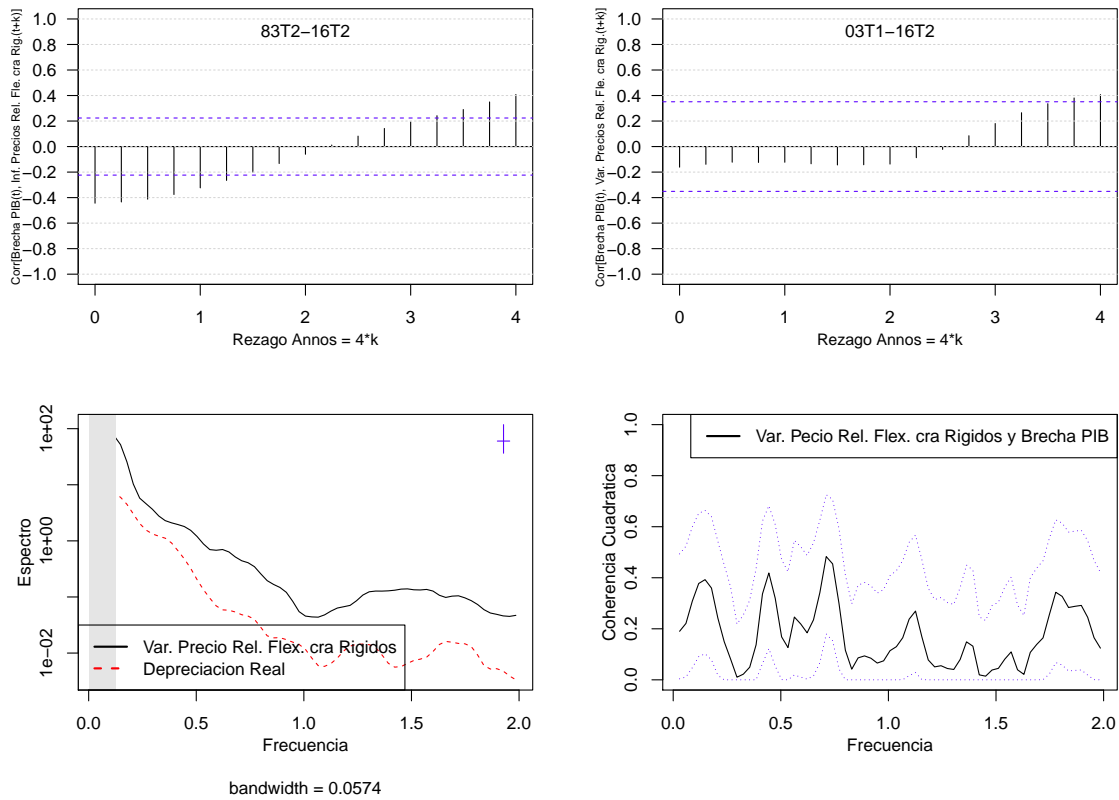 83T2−16T2
Corr[Brecha PIB(t), Inf. Precios Rel. Fle. cra Rig.(t+k)]
1.0
0.8
0.6
0.4
0.2
0.0
−0.2
−0.4
−0.6
−0.8
−1.0
0 1 2 3 4
Rezago Annos = 4*k
03T1−16T2
Corr[Brecha PIB(t), Var. Precios Rel. Fle. cra Rig.(t+k)]
1.0
0.8
0.6
0.4
0.2
0.0
−0.2
−0.4
−0.6
−0.8
−1.0
0 1 2 3 4
Rezago Annos = 4*k
Espectro
1e+02
1e+00
1e−02
Var. Precio Rel. Flex. cra Rigidos
Depreciacion Real
0.0 0.5 1.0 1.5 2.0
Frecuencia
bandwidth = 0.0574
Coherencia Cuadratica
1.0
0.8
0.6
0.4
0.2
0.0
Var. Pecio Rel. Flex. cra Rigidos y Brecha PIB
0.0 0.5 1.0 1.5 2.0
Frecuencia